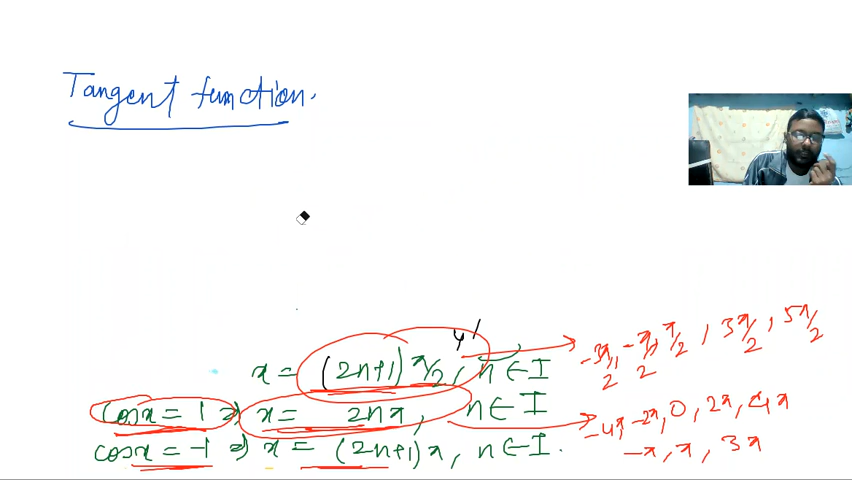 Tangent function.
x = (2n+1) π/2, n ∈ I
-3π/2, -π/2, π/2, 3π/2, 5π/2
cosx = 1 ⇒ x = 2nπ, n ∈ I
-4π, -2π, 0, 2π, 4π
cosx = -1 ⇒ x = (2n+1)π, n ∈ I.
-π, π, 3π